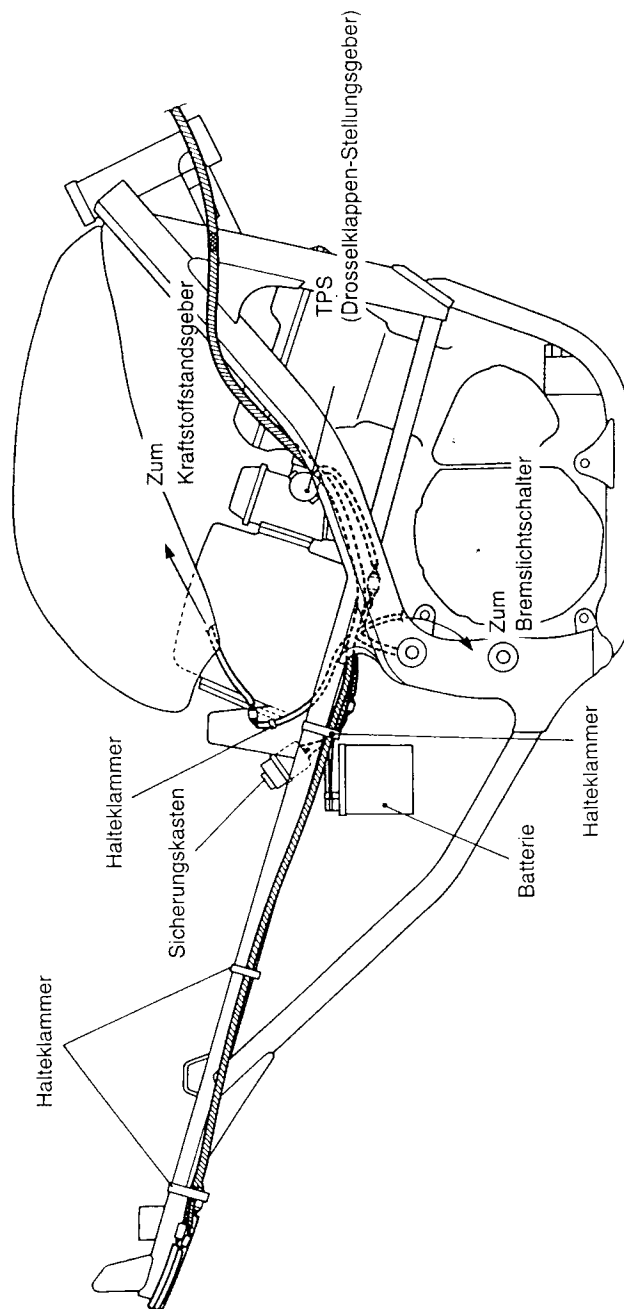 Halteklammer
Sicherungskasten
Halteklammer
Zum
Kraftstoffstandsgeber
TPS
(Drosselklappen-Stellungsgeber)
Batterie
Halteklammer
Zum
Bremslichtschalter